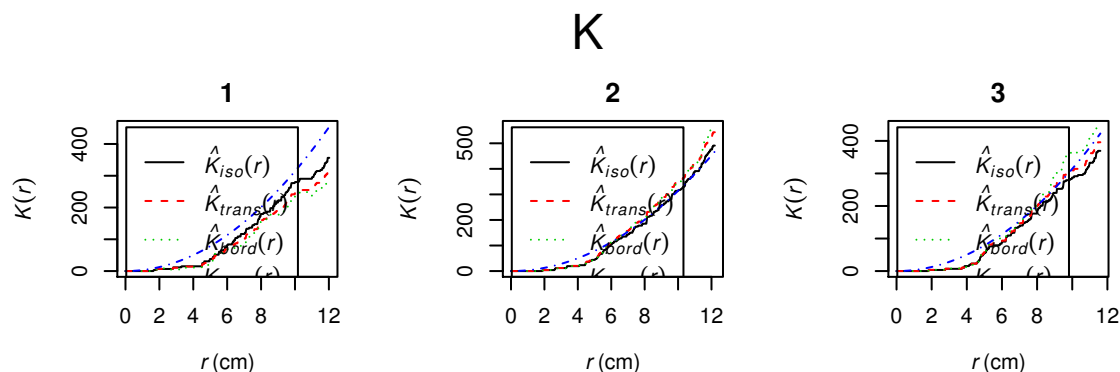 K
1
K(r)
0 200 400
K̂iso(r)
K̂trans(r)
K̂bord(r)
0 2 4 6 8 12
r (cm)
2
K(r)
0 200 500
K̂iso(r)
K̂trans(r)
K̂bord(r)
0 2 4 6 8 12
r (cm)
3
K(r)
0 200 400
K̂iso(r)
K̂trans(r)
K̂bord(r)
0 2 4 6 8 12
r (cm)